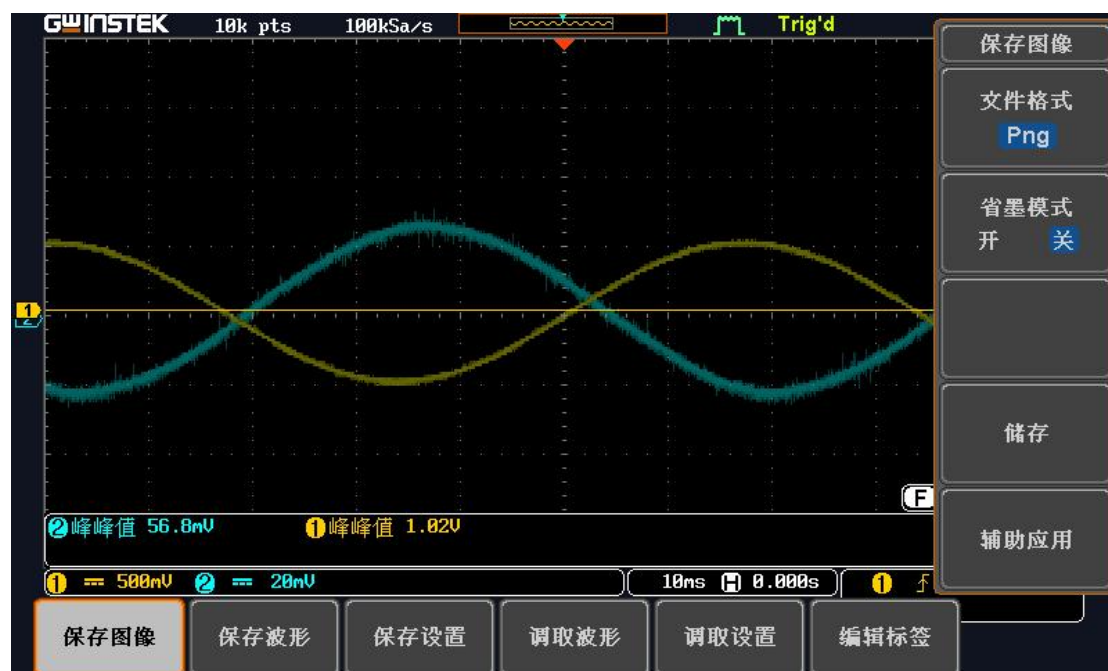 GWINSTEK 10k pts 100kSa/s Trig'd
保存图像
文件格式
Png
省墨模式
开 关
1
2
储存
F
辅助应用
2 峰峰值 56.8mV 1 峰峰值 1.02V
1 500mV 2 20mV 10ms H 0.000s 1
保存图像 保存波形 保存设置 调取波形 调取设置 编辑标签